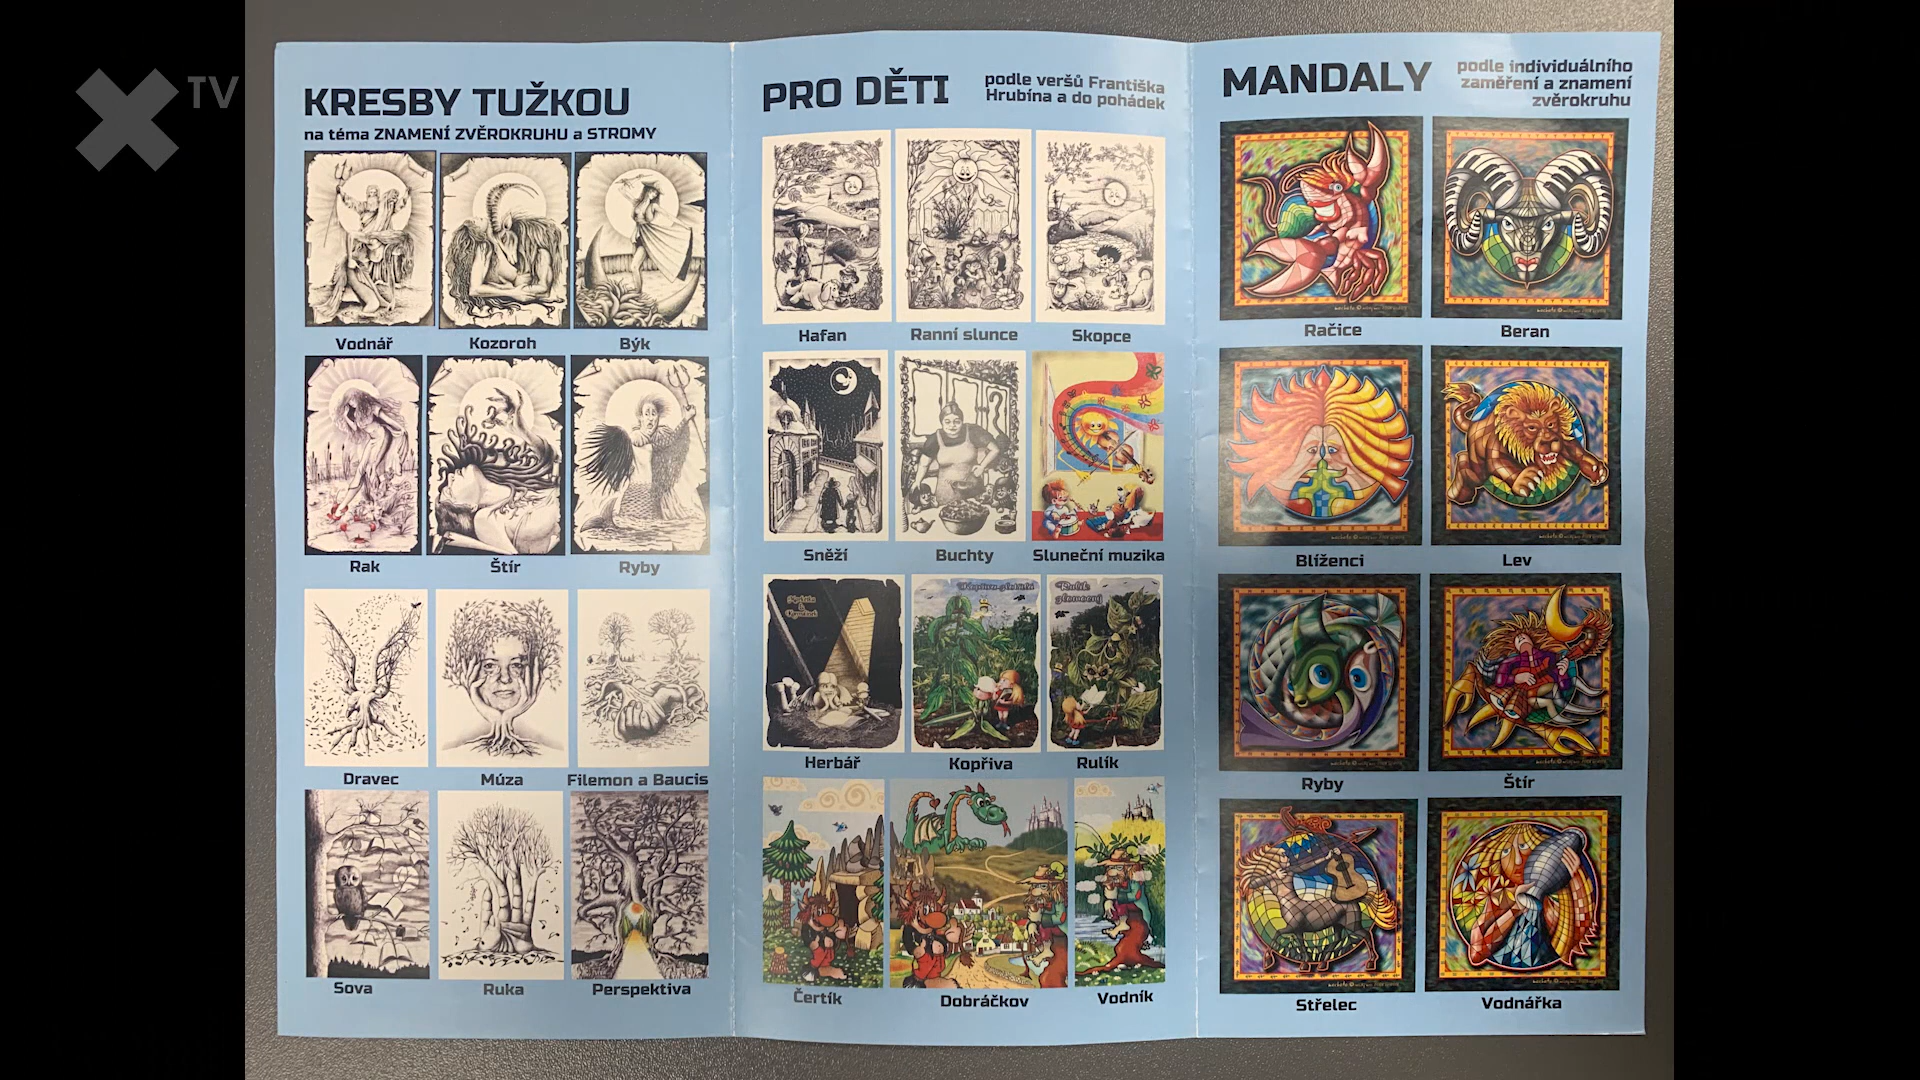 TV
KRESBY TUŽKOU
na téma ZNAMENÍ ZVĚROKRUHU a STROMY
Vodnář Kozoroh Býk
Rak Štír Ryby
Dravec Múza Filemon a Baucis
Sova Ruka Perspektiva
PRO DĚTI
podle veršů Františka
Hrubína a do pohádek
Hafan Ranní slunce Skopce
Sněží Buchty Sluneční muzika
Rulík
zlomocný
Herbář Kopřiva Rulík
Čertík Dobráčkov Vodník
MANDALY
podle individuálního
zaměření a znamení
zvěrokruhu
Račice Beran
Blíženci Lev
Ryby Štír
Střelec Vodnářka